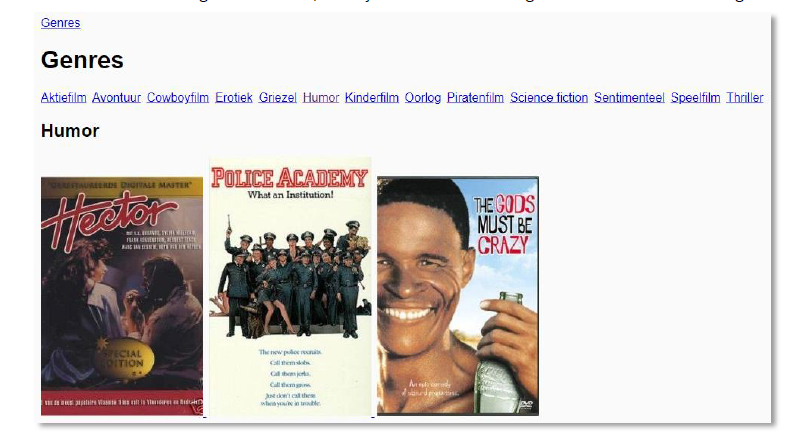 Genres
Genres
Aktiefilm Avontuur Cowboyfilm Erotiek Griezel Humor Kinderfilm Oorlog Piratenfilm Science fiction Sentimenteel Speelfilm Thriller
Humor
"GERESTAUREERDE DIGITALE MASTER"
Hector
SPECIAL
EDITION
POLICE ACADEMY
What an Institution!
The new police recruits.
Call them slobs.
Call them jerks.
Call them gross.
Just don't call them
when you're in trouble.
THE GODS
MUST BE
CRAZY
DVD